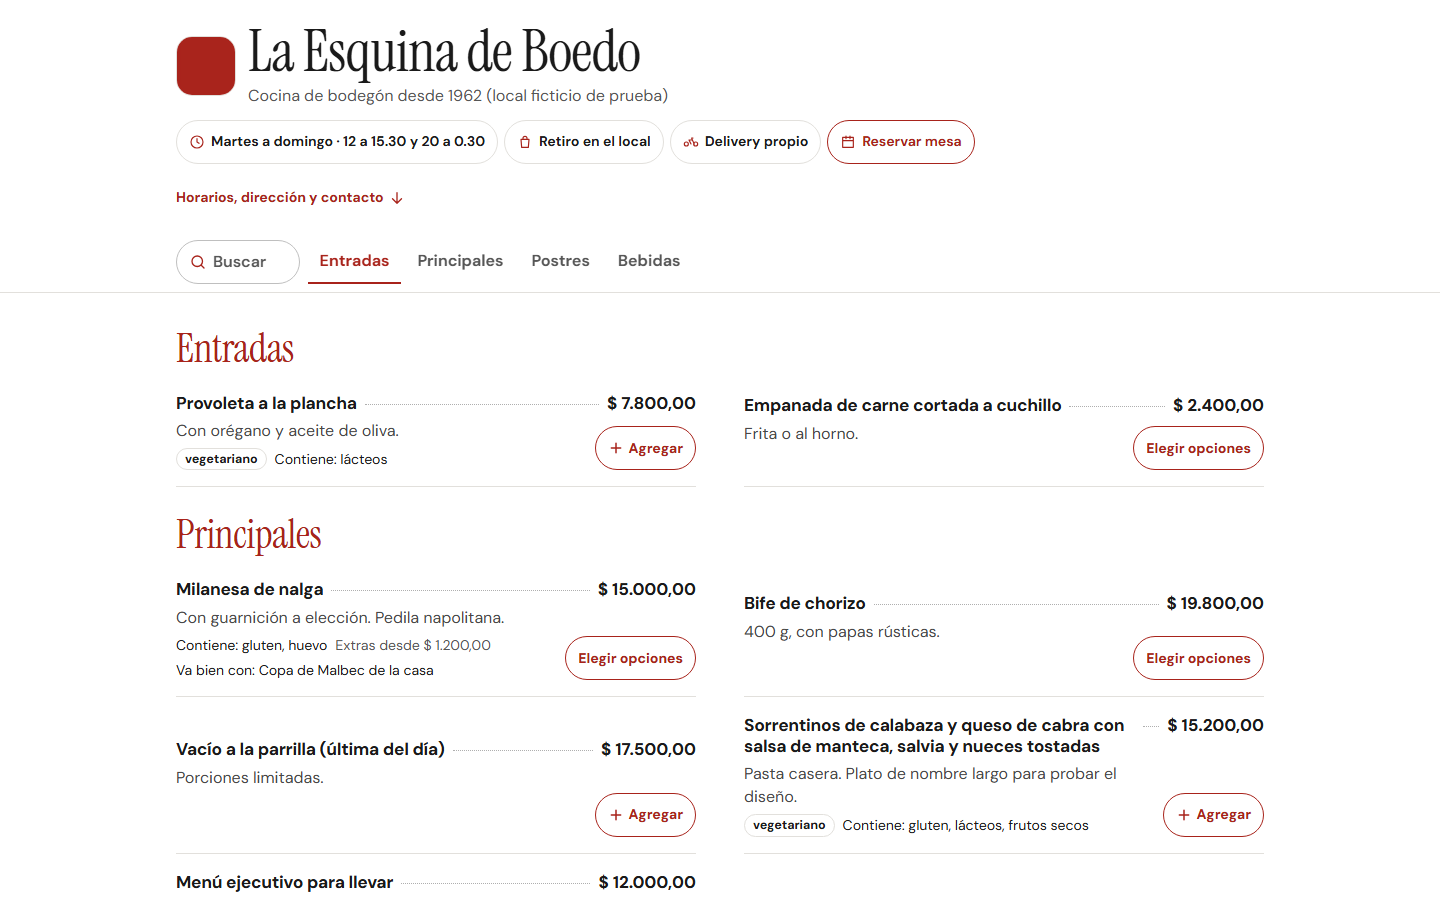 La Esquina de Boedo
Cocina de bodegón desde 1962 (local ficticio de prueba)
Martes a domingo · 12 a 15.30 y 20 a 0.30
Retiro en el local
Delivery propio
Reservar mesa
Horarios, dirección y contacto ↓
Buscar
Entradas
Principales
Postres
Bebidas
Entradas
Provoleta a la plancha $ 7.800,00
Con orégano y aceite de oliva.
vegetariano Contiene: lácteos
+ Agregar
Empanada de carne cortada a cuchillo $ 2.400,00
Frita o al horno.
Elegir opciones
Principales
Milanesa de nalga $ 15.000,00
Con guarnición a elección. Pedila napolitana.
Contiene: gluten, huevo Extras desde $ 1.200,00
Va bien con: Copa de Malbec de la casa
Elegir opciones
Bife de chorizo $ 19.800,00
400 g, con papas rústicas.
Elegir opciones
Vacío a la parrilla (última del día) $ 17.500,00
Porciones limitadas.
+ Agregar
Sorrentinos de calabaza y queso de cabra con $ 15.200,00
salsa de manteca, salvia y nueces tostadas
Pasta casera. Plato de nombre largo para probar el
diseño.
vegetariano Contiene: gluten, lácteos, frutos secos
+ Agregar
Menú ejecutivo para llevar $ 12.000,00